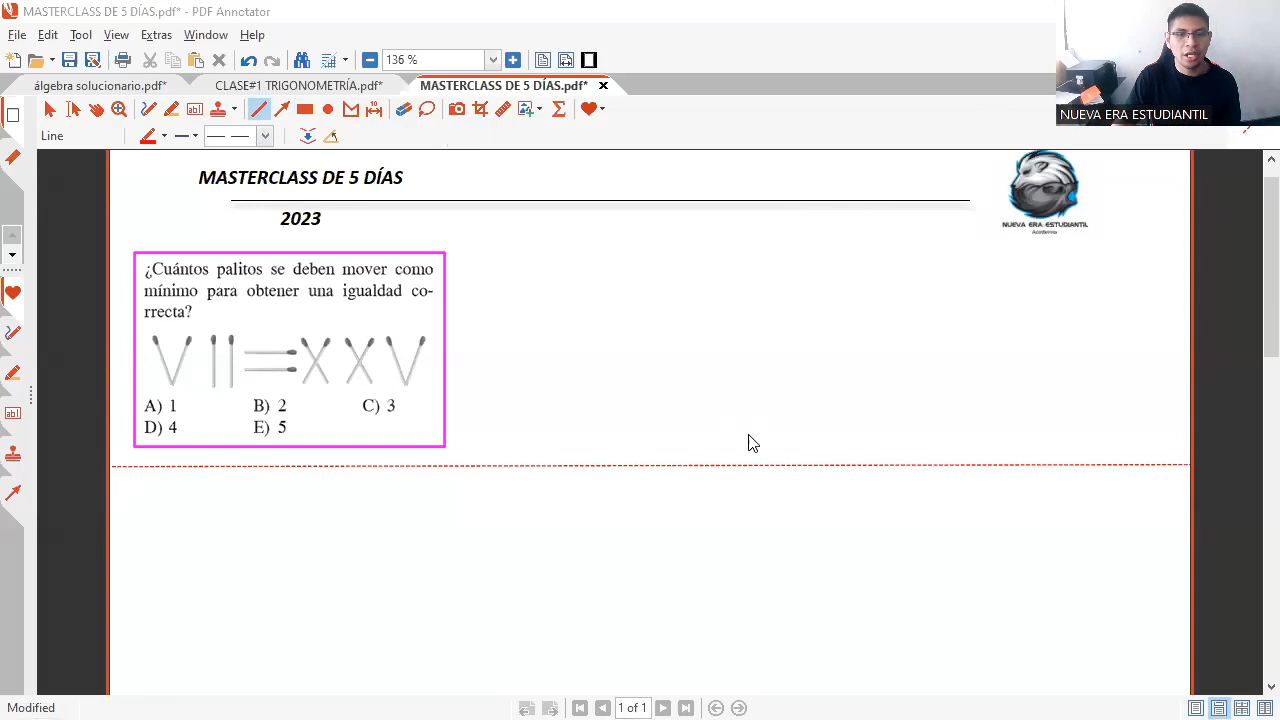 MASTERCLASS DE 5 DÍAS.pdf* - PDF Annotator
File Edit Tool View Extras Window Help
136 %
álgebra solucionario.pdf* CLASE#1 TRIGONOMETRÍA.pdf* MASTERCLASS DE 5 DÍAS.pdf*
NUEVA ERA ESTUDIANTIL
Line
MASTERCLASS DE 5 DÍAS
2023
NUEVA ERA ESTUDIANTIL
Academia
¿Cuántos palitos se deben mover como
mínimo para obtener una igualdad co-
rrecta?
V II = X X V
A) 1 B) 2 C) 3
D) 4 E) 5
Modified
1 of 1